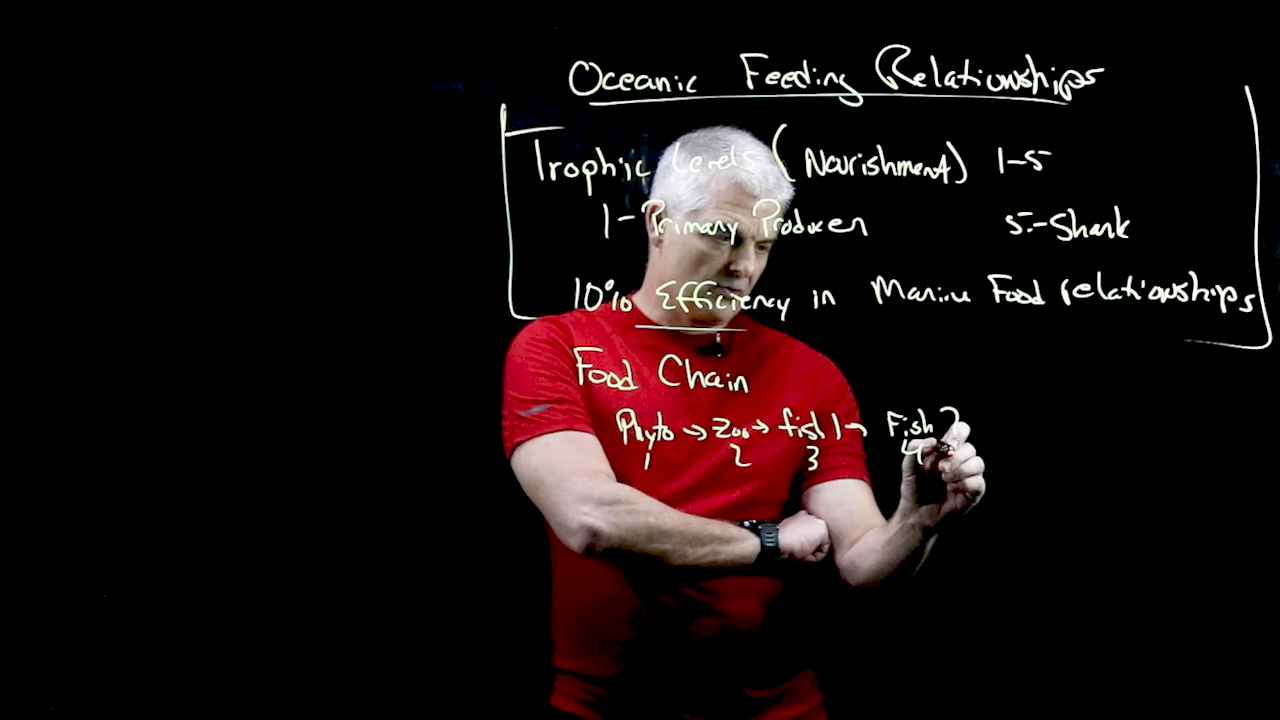 Oceanic Feeding Relationships
Trophic Levels (Nourishment) 1-5
1- Primary Producer 5-Shark
10% Efficiency in Marine Food relationships
Food Chain
Phyto → Zoo → fish 1 → Fish 2
1 2 3 4